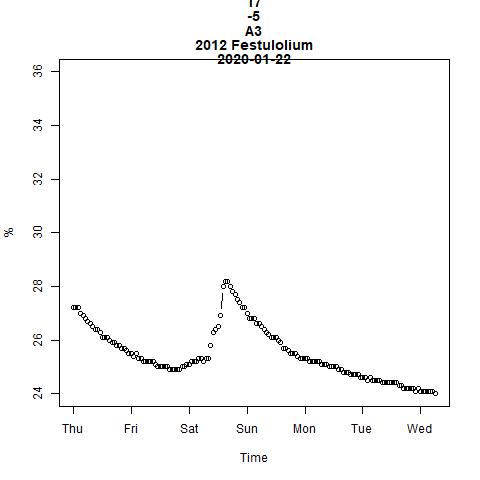 17
-5
A3
2012 Festulolium
2020-01-22
36
34
32
30
28
26
24
%
Thu Fri Sat Sun Mon Tue Wed
Time